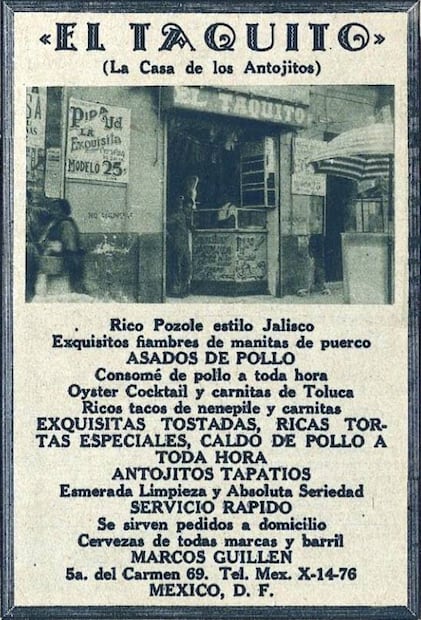 «EL TAQUITO»
(La Casa de los Antojitos)
EL TAQUITO
PIDA Ud
LA
EXQUISITA
MODELO 25¢
Rico Pozole estilo Jalisco
Exquisitos fiambres de manitas de puerco
ASADOS DE POLLO
Consomé de pollo a toda hora
Oyster Cocktail y carnitas de Toluca
Ricos tacos de nenepile y carnitas
EXQUISITAS TOSTADAS, RICAS TOR-
TAS ESPECIALES, CALDO DE POLLO A
TODA HORA
ANTOJITOS TAPATIOS
Esmerada Limpieza y Absoluta Seriedad
SERVICIO RAPIDO
Se sirven pedidos a domicilio
Cervezas de todas marcas y barril
MARCOS GUILLEN
5a. del Carmen 69. Tel. Mex. X-14-76
MEXICO, D. F.